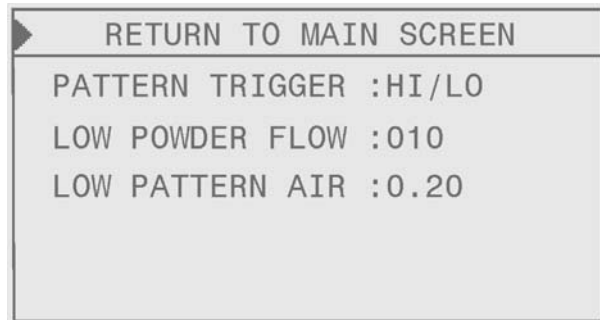 RETURN TO MAIN SCREEN
PATTERN TRIGGER :HI/LO
LOW POWDER FLOW :010
LOW PATTERN AIR :0.20